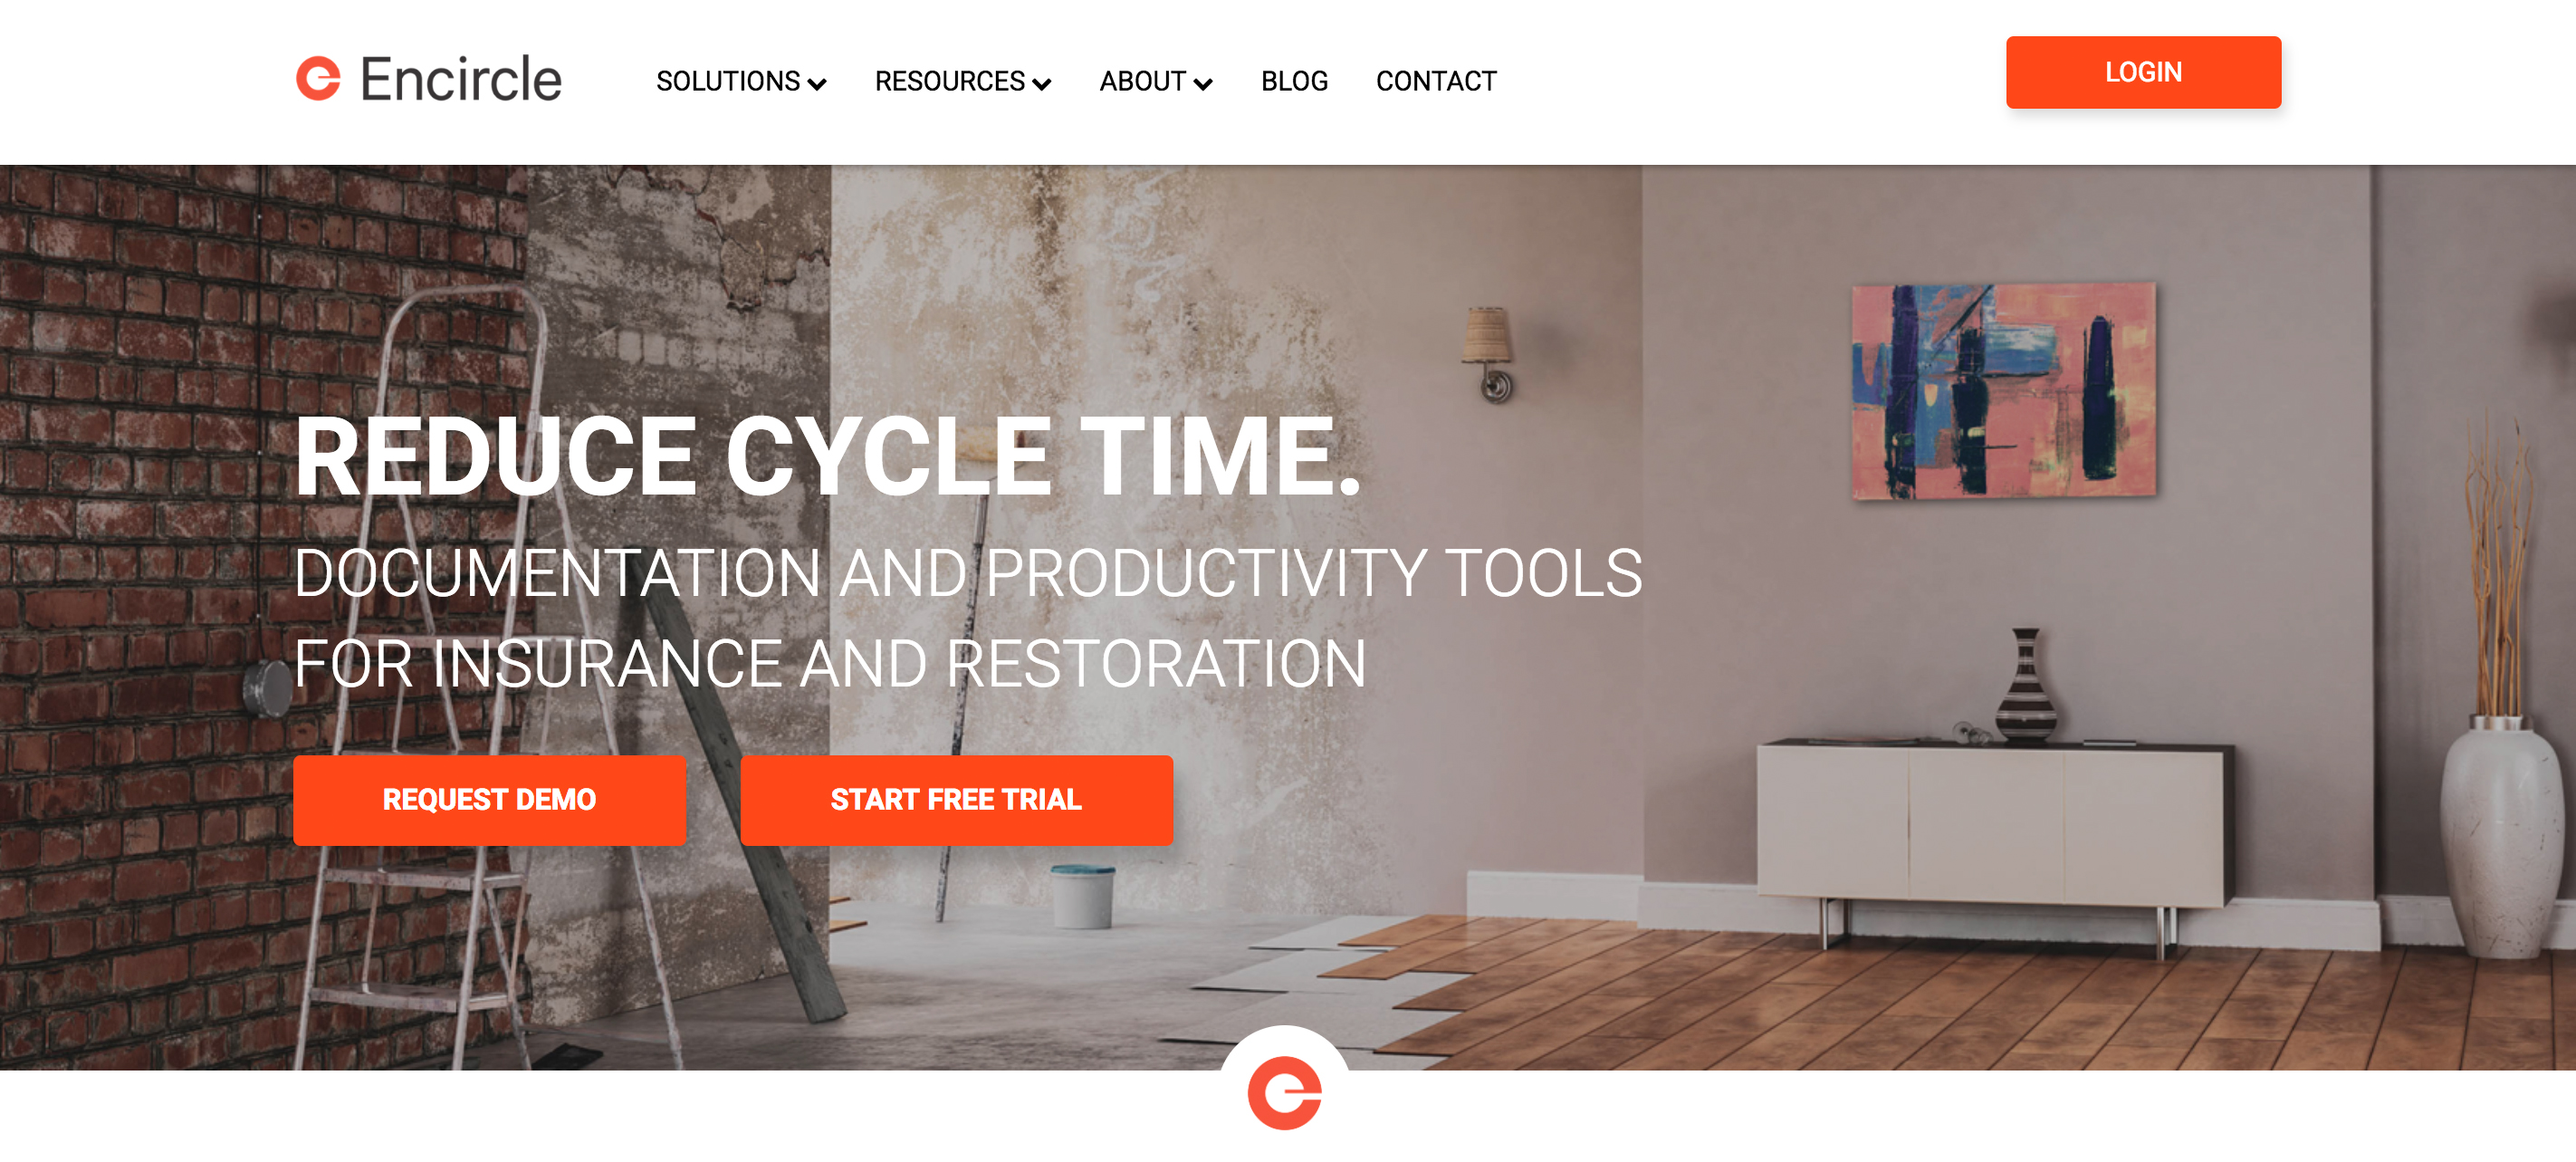 Encircle
SOLUTIONS RESOURCES ABOUT BLOG CONTACT
LOGIN
REDUCE CYCLE TIME.
DOCUMENTATION AND PRODUCTIVITY TOOLS
FOR INSURANCE AND RESTORATION
REQUEST DEMO START FREE TRIAL